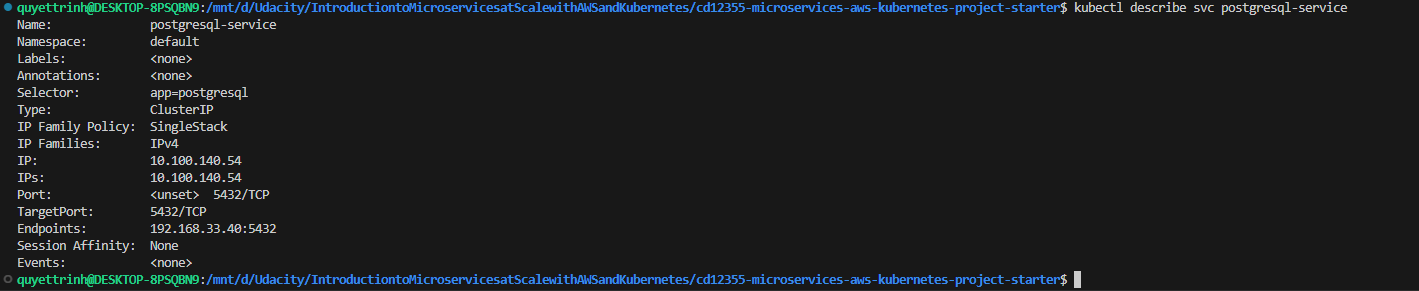 quyettrinh@DESKTOP-8PSQBN9:/mnt/d/Udacity/IntroductiontoMicroservicesatScalewithAWSandKubernetes/cd12355-microservices-aws-kubernetes-project-starter$ kubectl describe svc postgresql-service
Name:              postgresql-service
Namespace:         default
Labels:            <none>
Annotations:       <none>
Selector:          app=postgresql
Type:              ClusterIP
IP Family Policy:  SingleStack
IP Families:       IPv4
IP:                10.100.140.54
IPs:               10.100.140.54
Port:              <unset>  5432/TCP
TargetPort:        5432/TCP
Endpoints:         192.168.33.40:5432
Session Affinity:  None
Events:            <none>
quyettrinh@DESKTOP-8PSQBN9:/mnt/d/Udacity/IntroductiontoMicroservicesatScalewithAWSandKubernetes/cd12355-microservices-aws-kubernetes-project-starter$